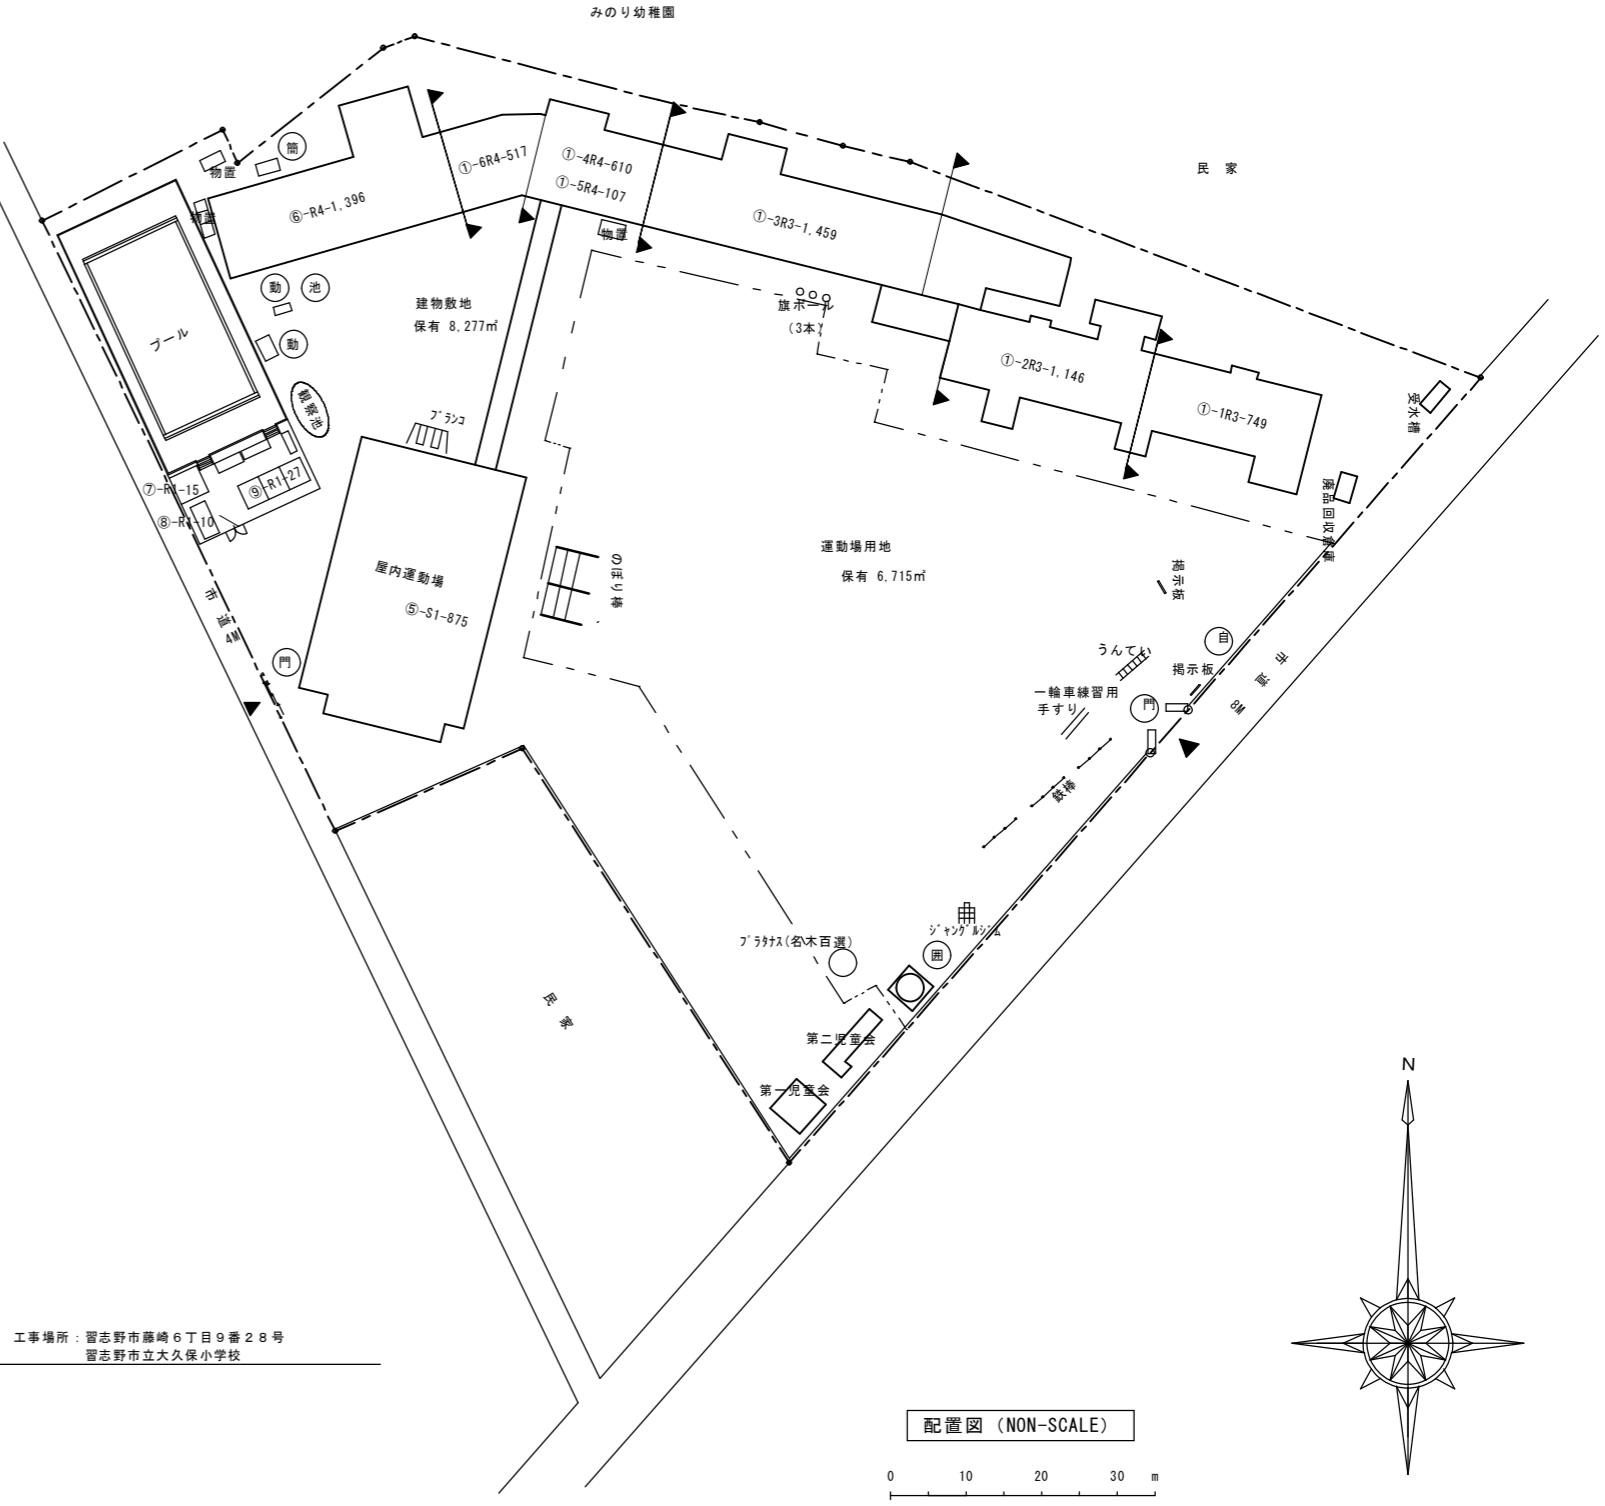 みのり幼稚園
民 家
簡
物置
物置
①-6R4-517
①-4R4-610
①-5R4-107
⑥-R4-1,396
①-3R3-1,459
物置
動
池
建物敷地
保有 8,277㎡
旗ポール
(3本)
プール
動
①-2R3-1,146
①-1R3-749
受水槽
観察池
ﾌﾞﾗﾝｺ
⑦-R1-15
⑨-R1-27
⑧-R1-10
廃品回収倉庫
運動場用地
保有 6,715㎡
屋内運動場
⑤-S1-875
のぼり棒
掲示板
市道
4M
門
自
うんてい
掲示板
市道
8M
一輪車練習用
手すり
門
鉄棒
ｼﾞｬﾝｸﾞﾙｼﾞﾑ
ﾌﾟﾗﾀﾅｽ(名木百選)
囲
民家
第二児童会
第一児童会
N
工事場所：習志野市藤崎６丁目９番２８号
習志野市立大久保小学校
配置図 (NON-SCALE)
0 10 20 30 m